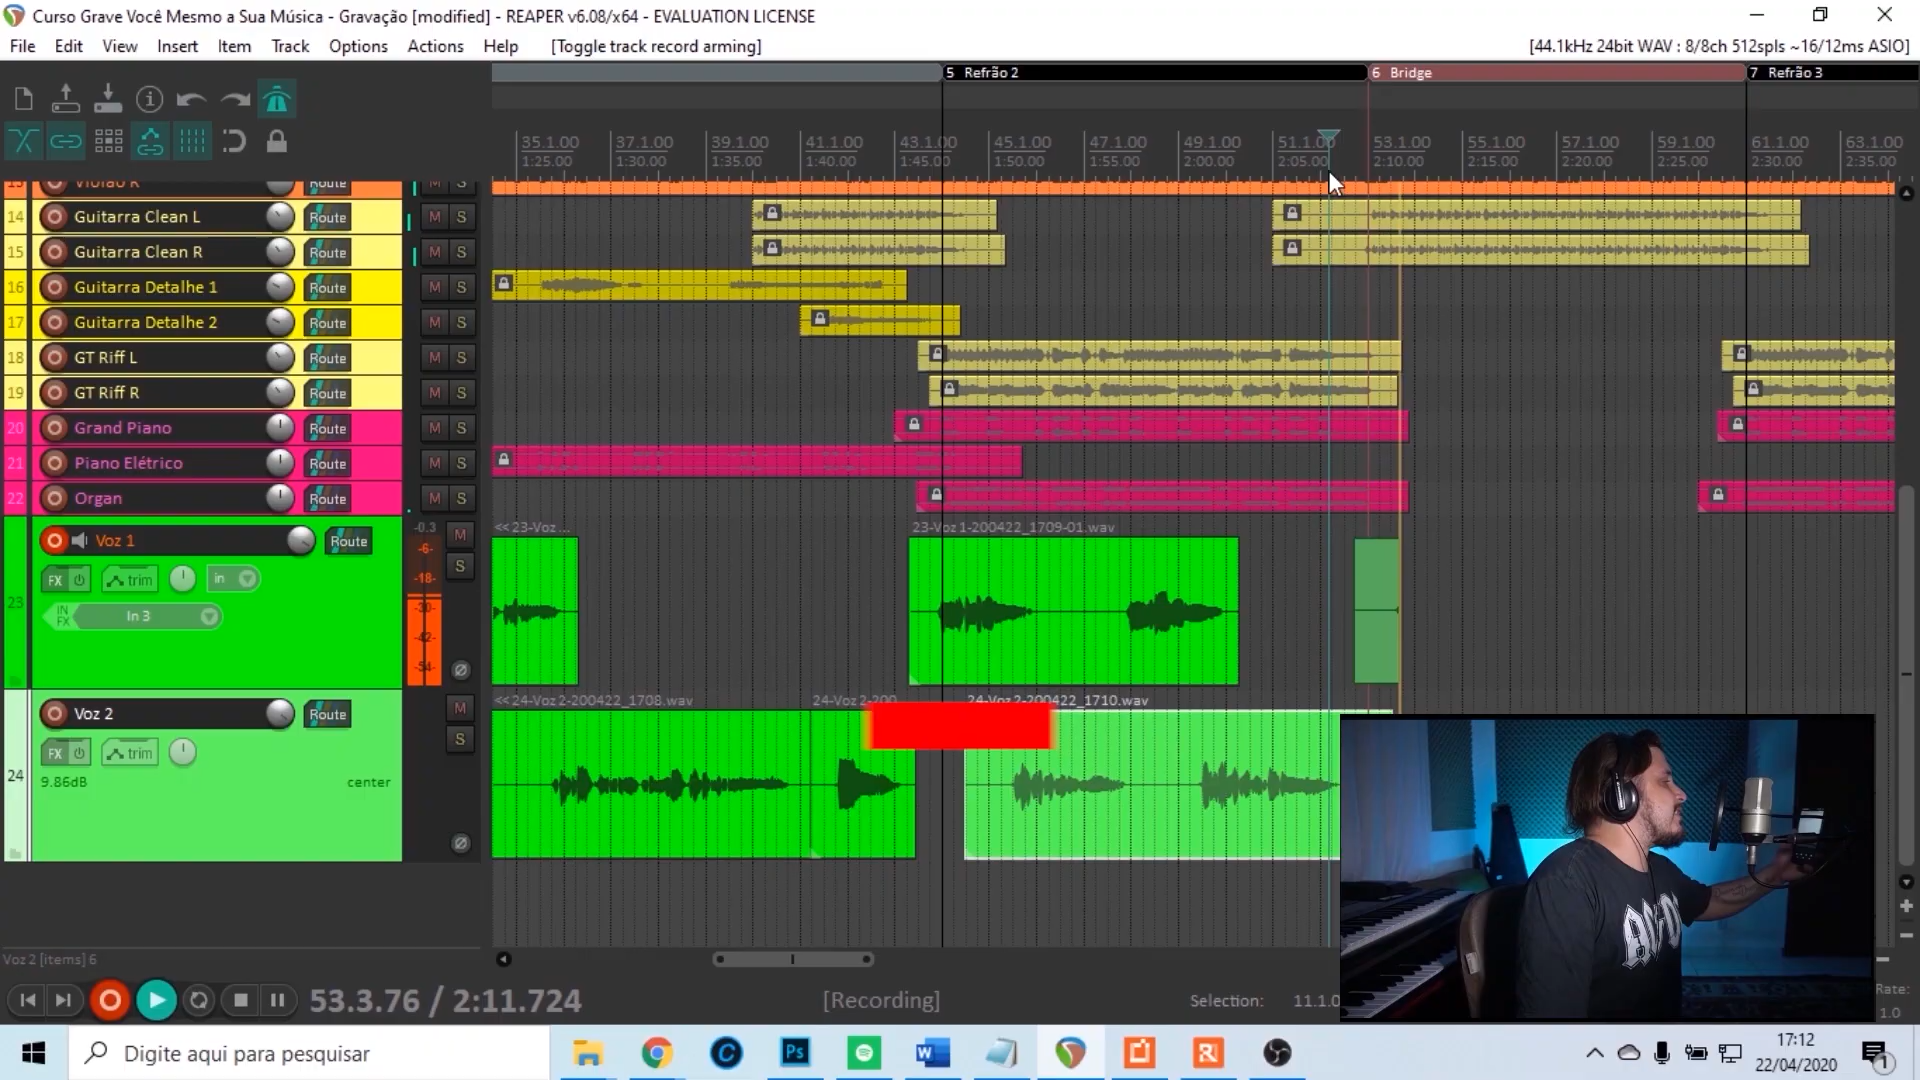 Curso Grave Você Mesmo a Sua Música - Gravação [modified] - REAPER v6.08/x64 - EVALUATION LICENSE
File Edit View Insert Item Track Options Actions Help [Toggle track record arming] [44.1kHz 24bit WAV : 8/8ch 512spls ~16/12ms ASIO]
5 Refrão 2 6 Bridge 7 Refrão 3
35.1.00 37.1.00 39.1.00 41.1.00 43.1.00 45.1.00 47.1.00 49.1.00 51.1.00 53.1.00 55.1.00 57.1.00 59.1.00 61.1.00 63.1.00
1:25.00 1:30.00 1:35.00 1:40.00 1:45.00 1:50.00 1:55.00 2:00.00 2:05.00 2:10.00 2:15.00 2:20.00 2:25.00 2:30.00 2:35.00
13 Violão R Route M S
14 Guitarra Clean L Route M S
15 Guitarra Clean R Route M S
16 Guitarra Detalhe 1 Route M S
17 Guitarra Detalhe 2 Route M S
18 GT Riff L Route M S
19 GT Riff R Route M S
20 Grand Piano Route M S
21 Piano Elétrico Route M S
22 Organ Route M S
-0.3 M << 23-Voz ... 23-Voz 1-200422_1709-01.wav
Voz 1 Route -6-
S
FX trim in -18-
23 IN FX In 3 -30-
-42-
-54-
<< 24-Voz 2-200422_1708.wav 24-Voz 2-200 24-Voz 2-200422_1710.wav
Voz 2 Route M
S
FX trim
24 9.86dB center
AC DC
Voz 2 [items] 6
53.3.76 / 2:11.724 [Recording] Selection: 11.1.0 Rate:
1.0
Digite aqui para pesquisar Ps W 17:12
22/04/2020 1